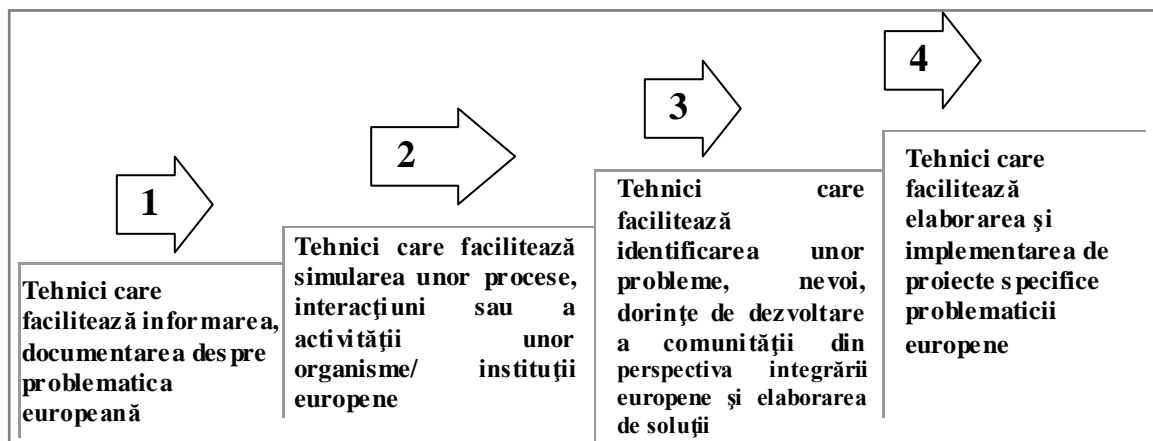 1
Tehnici care
facilitează informarea,
documentarea despre
problematica
europeană
2
Tehnici care facilitează
simularea unor procese,
interacţiuni sau a
activităţii unor
organisme/ instituţii
europene
3
Tehnici care
facilitează
identificarea unor
probleme, nevoi,
dorinţe de dezvoltare
a comunităţii din
perspectiva integrării
europene şi elaborarea
de soluţii
4
Tehnici care
facilitează
elaborarea şi
implementarea de
proiecte specifice
problematicii
europene